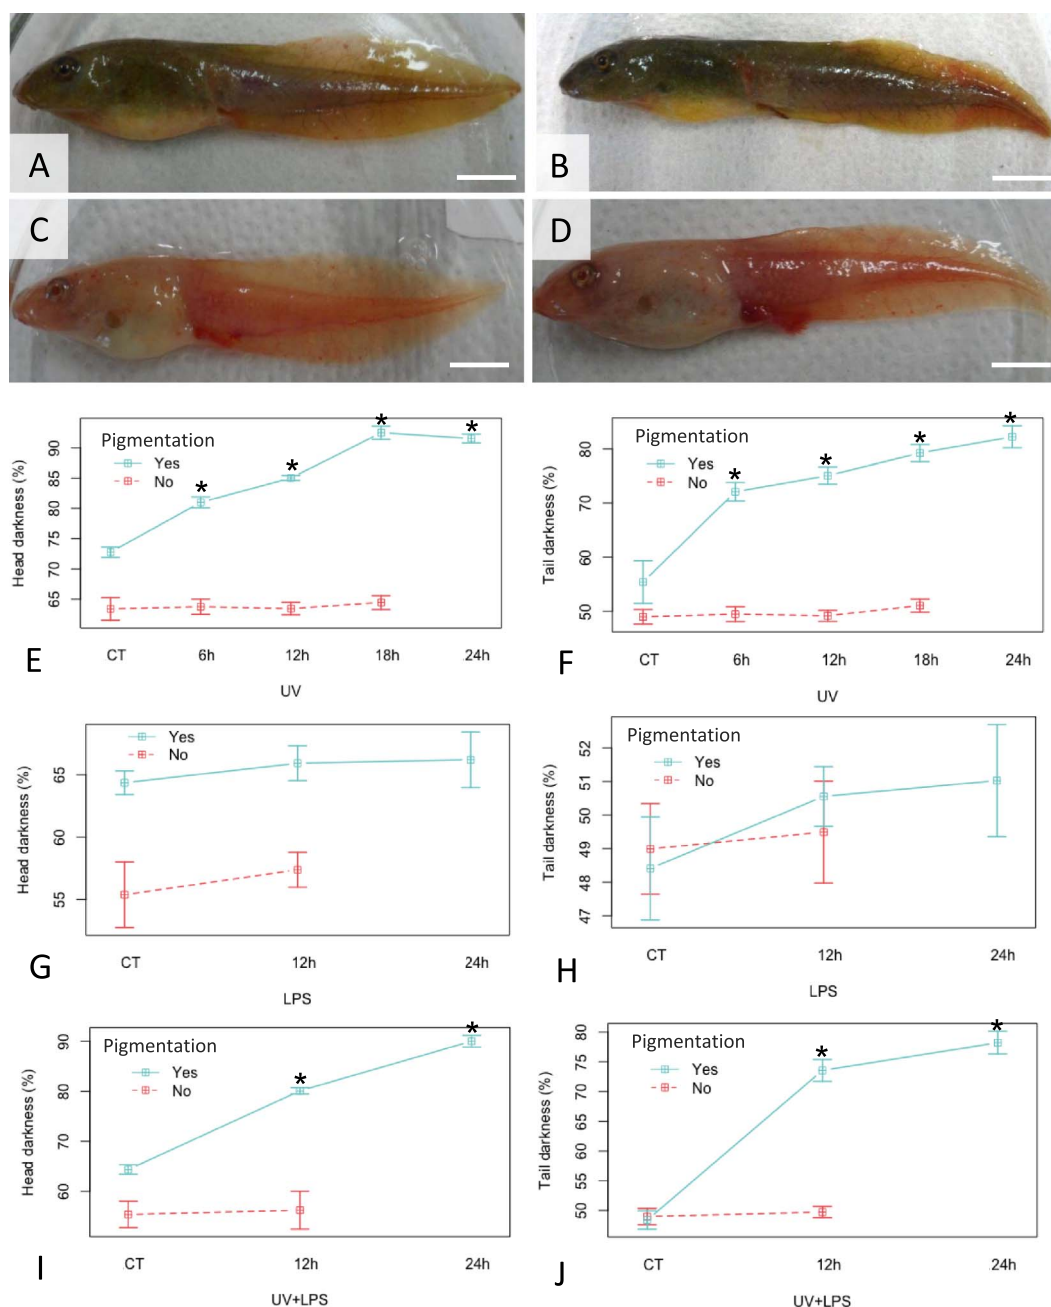 A
B
C
D
Pigmentation
Yes
No
Head darkness (%)
90
85
80
75
70
65
CT
6h
12h
18h
24h
UV
E
*
*
*
*
Pigmentation
Yes
No
Tail darkness (%)
80
70
60
50
CT
6h
12h
18h
24h
UV
F
*
*
*
*
Yes
No
Head darkness (%)
65
60
55
CT
12h
24h
LPS
G
Pigmentation
Yes
No
Tail darkness (%)
52
51
50
49
48
47
CT
12h
24h
LPS
H
Pigmentation
Yes
No
Head darkness (%)
90
80
70
60
CT
12h
24h
UV+LPS
I
*
*
Pigmentation
Yes
No
Tail darkness (%)
80
75
70
65
60
55
50
CT
12h
24h
UV+LPS
J
*
*